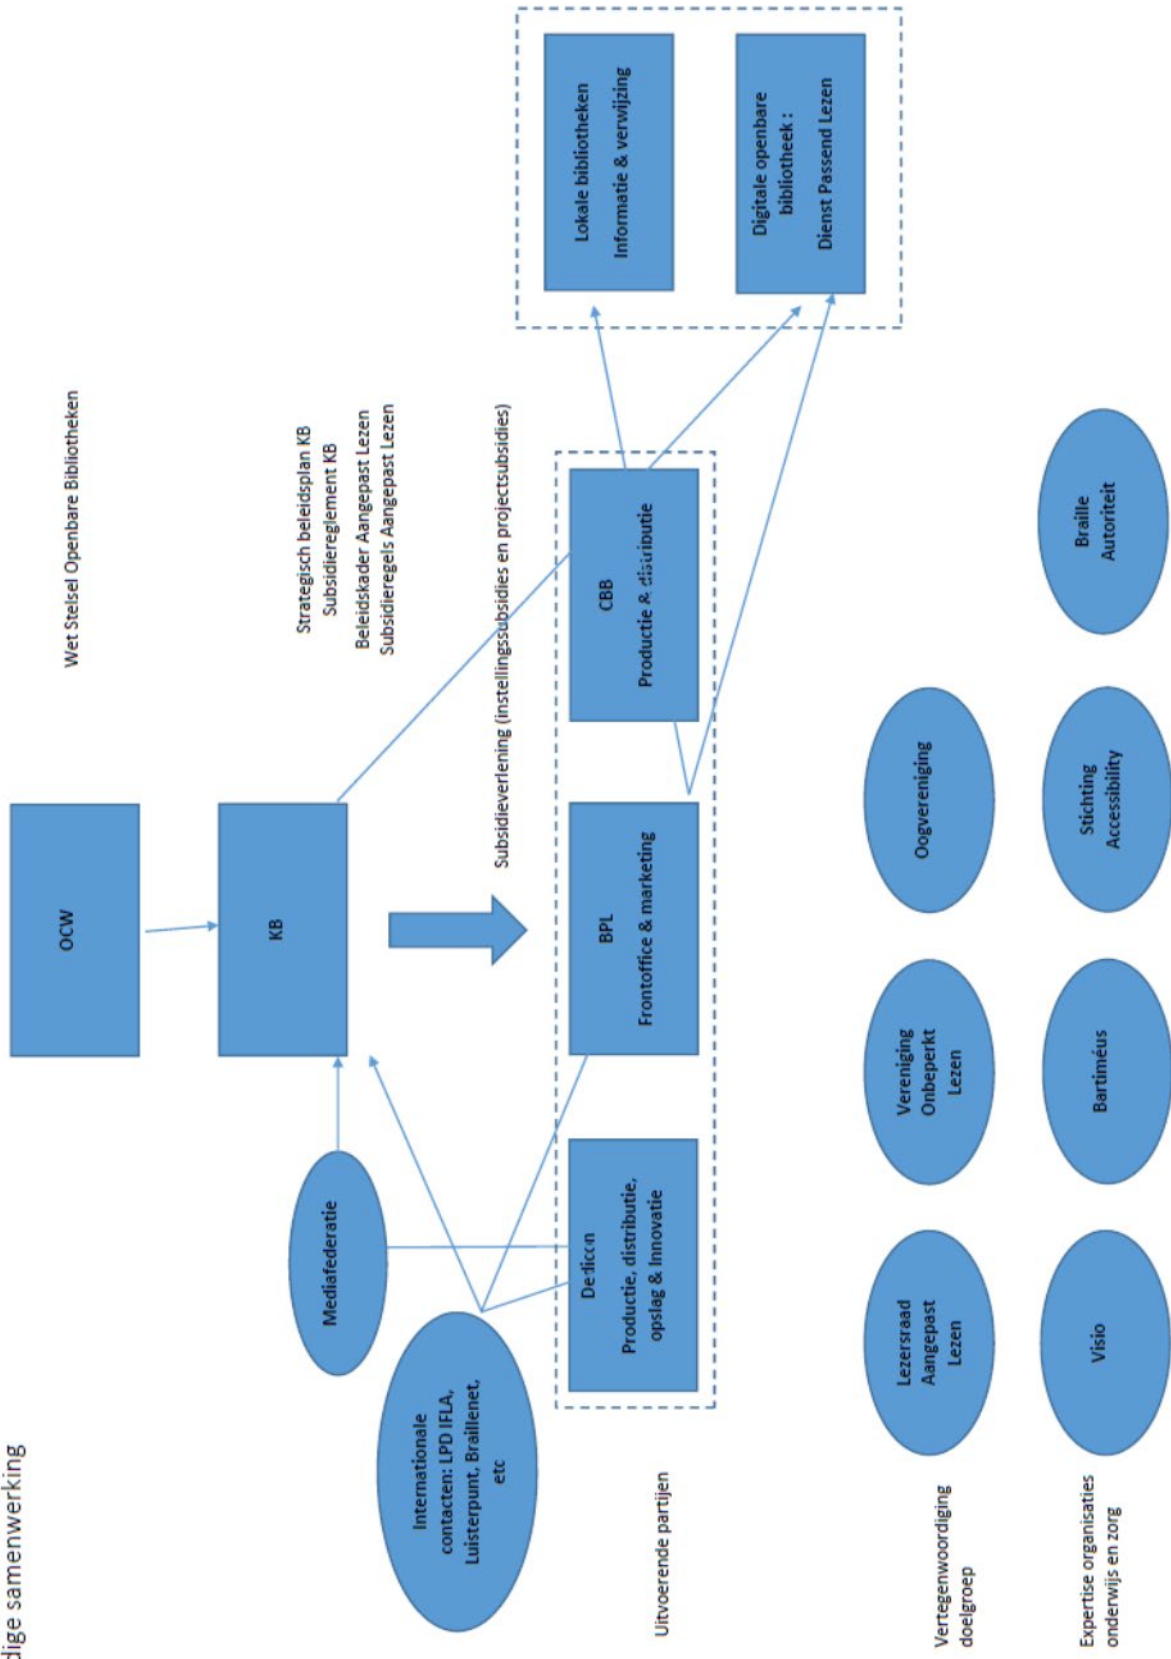 dige samenwerking
OCW
Wet Stelsel Openbare Bibliotheken
KB
Strategisch beleidsplan KB
Subsidiereglement KB
Beleidskader Aangepast Lezen
Subsidieregels Aangepast Lezen
Mediafederatie
Internationale
contacten: LPD IFLA,
Luisterpunt, Braillenet,
etc
Subsidieverlening (instellingssubsidies en projectsubsidies)
Uitvoerende partijen
Dedicon
Productie, distributie,
opslag & Innovatie
BPL
Frontoffice & marketing
CBB
Productie & distributie
Lokale bibliotheken
Informatie & verwijzing
Digitale openbare
bibliotheek :
Dienst Passend Lezen
Vertegenwoordiging
doelgroep
Lezersraad
Aangepast
Lezen
Vereniging
Onbeperkt
Lezen
Oogvereniging
Expertise organisaties
onderwijs en zorg
Visio
Bartiméus
Stichting
Accessibility
Braille
Autoriteit